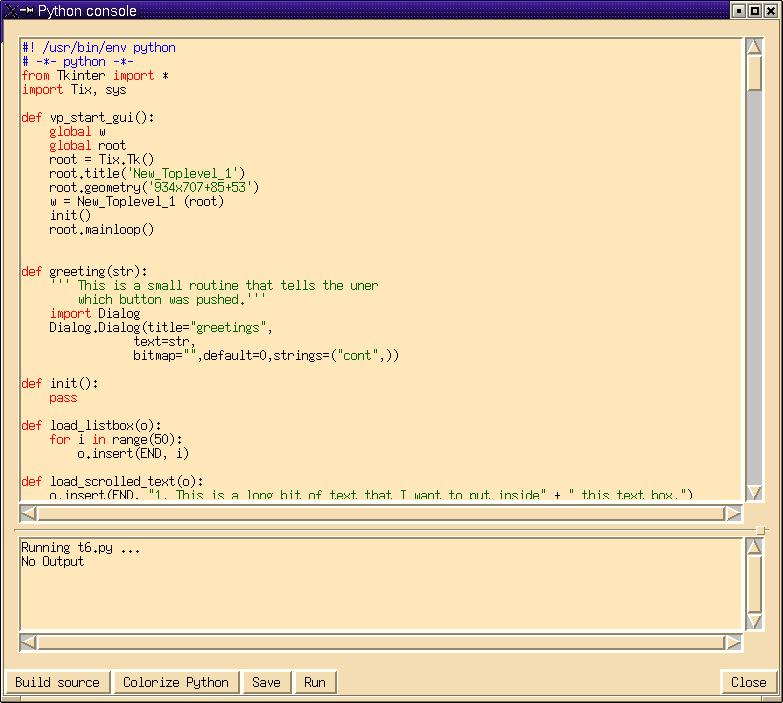 Python console
#! /usr/bin/env python
# -*- python -*-
from Tkinter import *
import Tix, sys
def vp_start_gui():
    global w
    global root
    root = Tix.Tk()
    root.title('New_Toplevel_1')
    root.geometry('934x707+85+53')
    w = New_Toplevel_1 (root)
    init()
    root.mainloop()
def greeting(str):
    ''' This is a small routine that tells the uner
        which button was pushed.'''
    import Dialog
    Dialog.Dialog(title="greetings",
                text=str,
                bitmap="",default=0,strings=("cont",))
def init():
    pass
def load_listbox(o):
    for i in range(50):
        o.insert(END, i)
def load_scrolled_text(o):
    o.insert(END, "1. This is a long bit of text that I want to put inside" + " this text box.")
Running t6.py ...
No Output
Build source Colorize Python Save Run Close